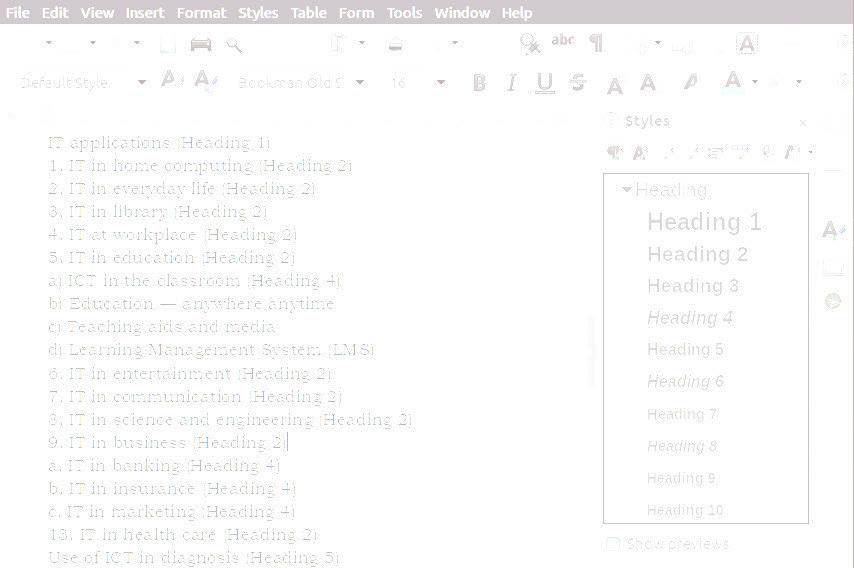 File Edit View Insert Format Styles Table Form Tools Window Help
abc
Default Style Bookman Old S 16
Styles
IT applications (Heading 1)
1. IT in home computing (Heading 2)
2. IT in everyday life (Heading 2)
3. IT in library (Heading 2)
4. IT at workplace (Heading 2)
5. IT in education (Heading 2)
a) ICT in the classroom (Heading 4)
b) Education — anywhere anytime
c) Teaching aids and media
d) Learning Management System (LMS)
6. IT in entertainment (Heading 2)
7. IT in communication (Heading 2)
8. IT in science and engineering (Heading 2)
9. IT in business (Heading 2)
a. IT in banking (Heading 4)
b. IT in insurance (Heading 4)
c. IT in marketing (Heading 4)
13. IT in health care (Heading 2)
Use of ICT in diagnosis (Heading 5)
Heading
Heading 1
Heading 2
Heading 3
Heading 4
Heading 5
Heading 6
Heading 7
Heading 8
Heading 9
Heading 10
Show previews